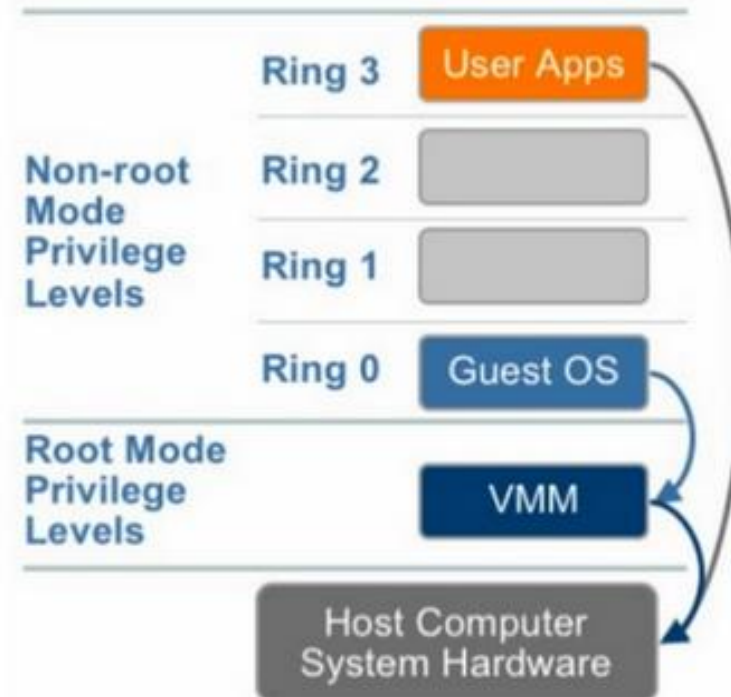 Ring 3
User Apps
Non-root
Mode
Privilege
Levels
Ring 2
Ring 1
Ring 0
Guest OS
Root Mode
Privilege
Levels
VMM
Host Computer
System Hardware